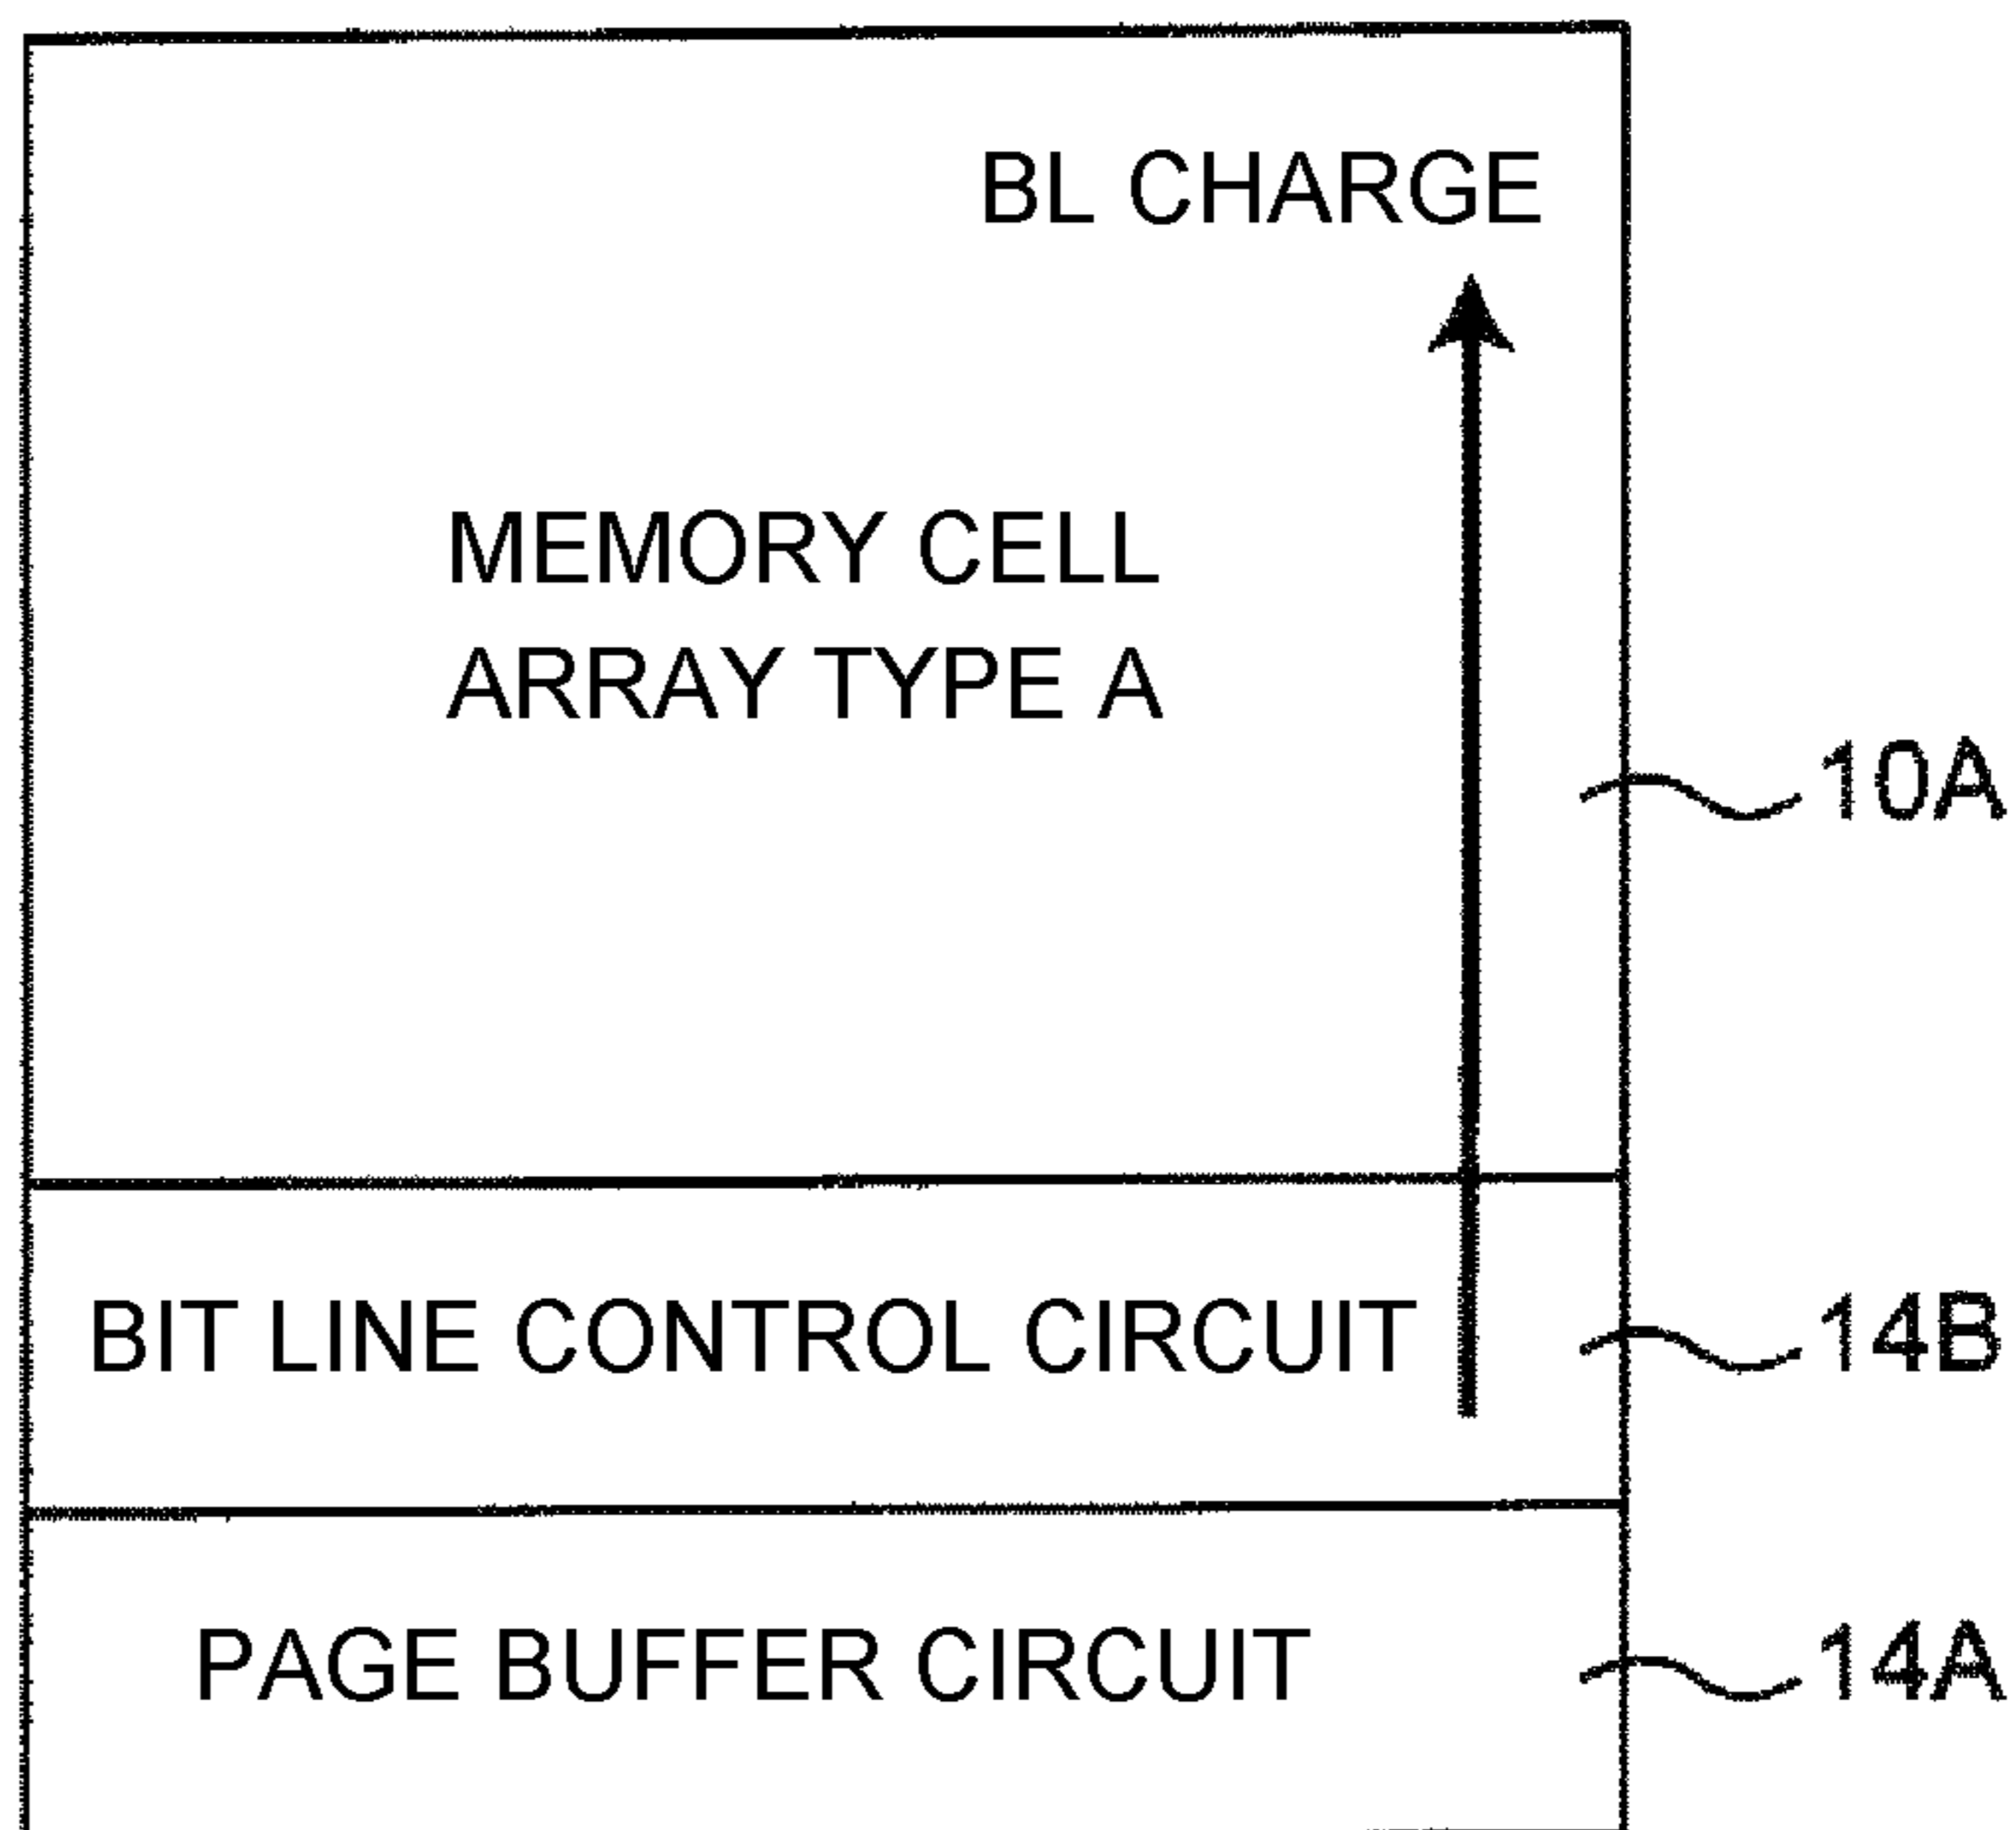 BL CHARGE
MEMORY CELL
ARRAY TYPE A
10A
BIT LINE CONTROL CIRCUIT
14B
PAGE BUFFER CIRCUIT
14A